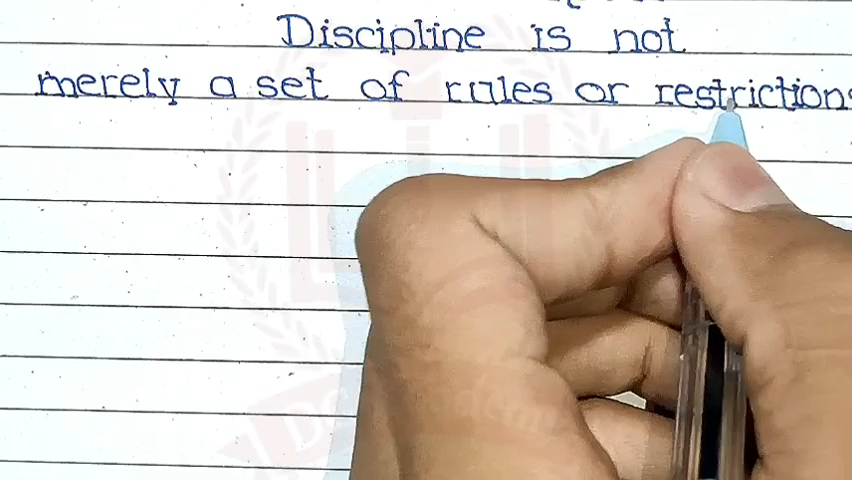 Discipline is not
merely a set of rules or restrictions